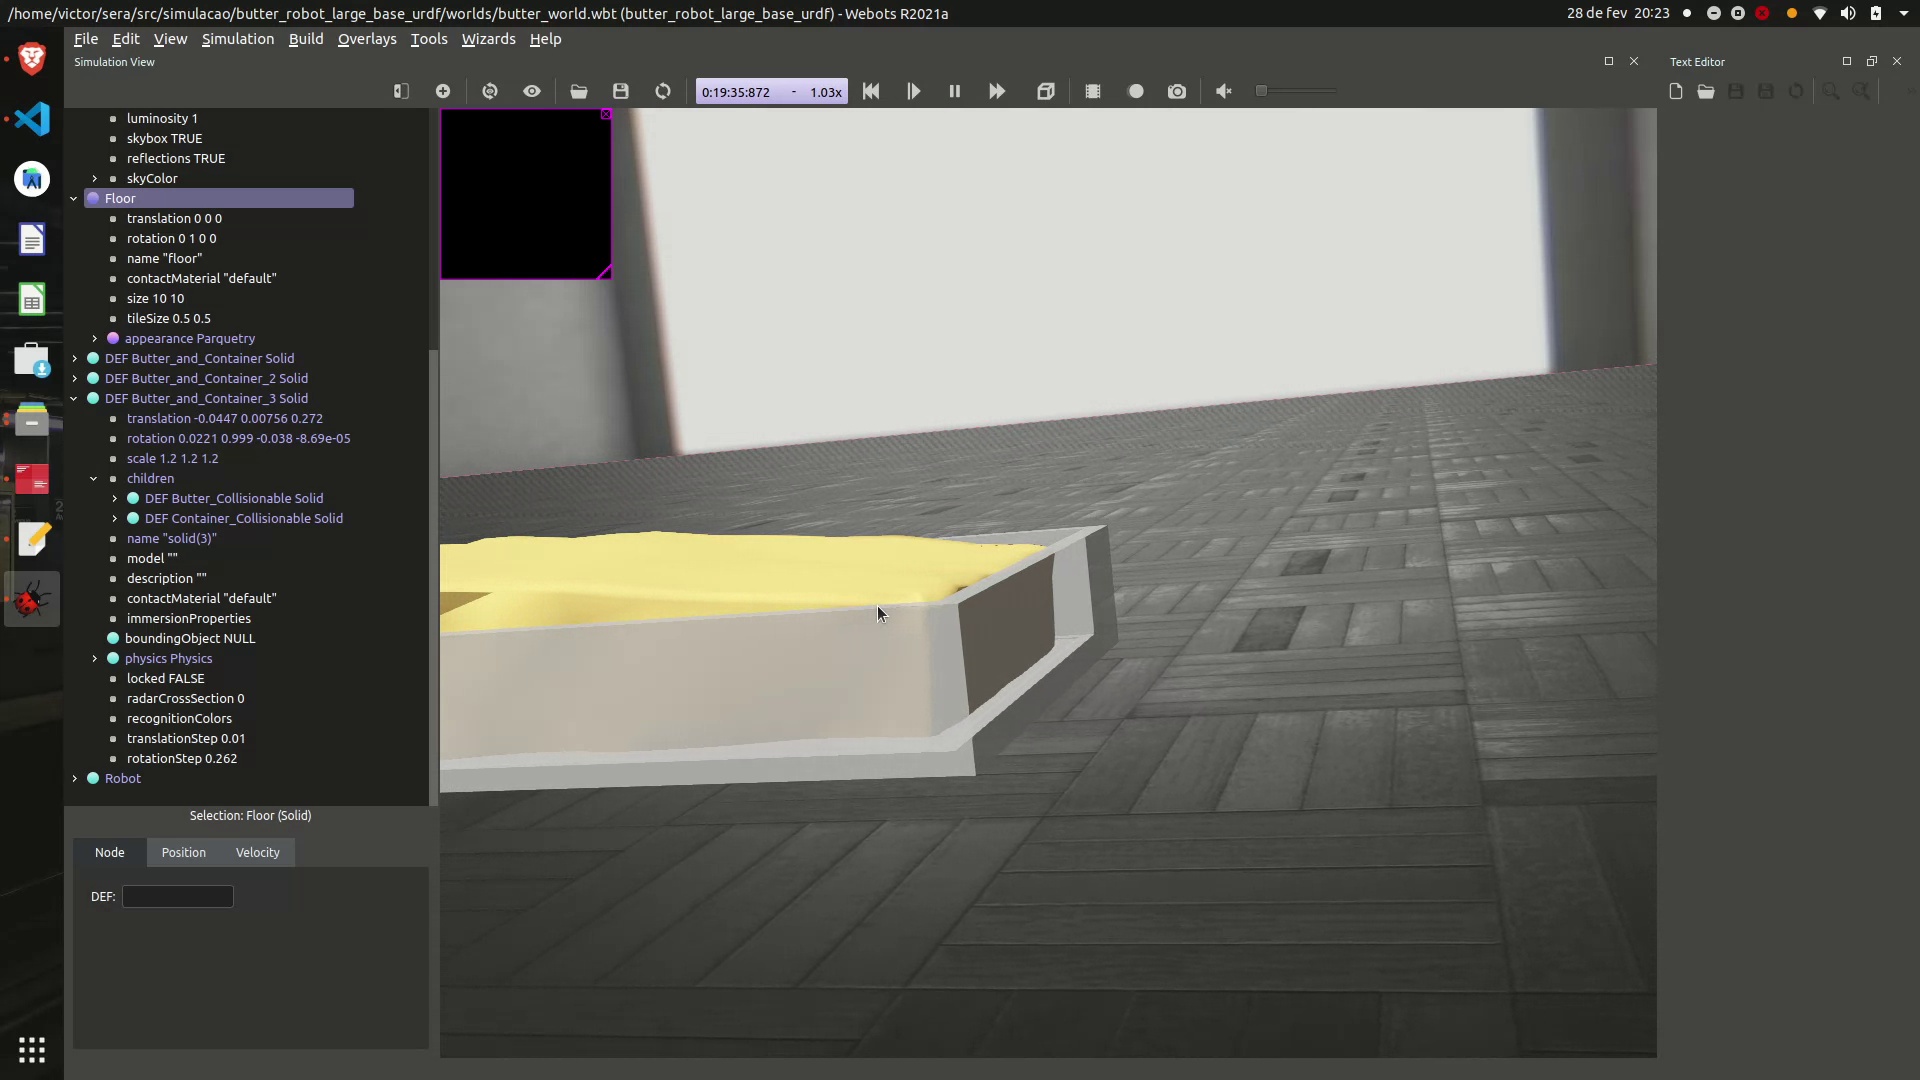 /home/victor/sera/src/simulacao/butter_robot_large_base_urdf/worlds/butter_world.wbt (butter_robot_large_base_urdf) - Webots R2021a
28 de fev 20:23
File Edit View Simulation Build Overlays Tools Wizards Help
Simulation View
Text Editor
0:19:35:872 - 1.03x
luminosity 1
skybox TRUE
reflections TRUE
skyColor
Floor
translation 0 0 0
rotation 0 1 0 0
name "floor"
contactMaterial "default"
size 10 10
tileSize 0.5 0.5
appearance Parquetry
DEF Butter_and_Container Solid
DEF Butter_and_Container_2 Solid
DEF Butter_and_Container_3 Solid
translation -0.0447 0.00756 0.272
rotation 0.0221 0.999 -0.038 -8.69e-05
scale 1.2 1.2 1.2
children
DEF Butter_Collisionable Solid
DEF Container_Collisionable Solid
name "solid(3)"
model ""
description ""
contactMaterial "default"
immersionProperties
boundingObject NULL
physics Physics
locked FALSE
radarCrossSection 0
recognitionColors
translationStep 0.01
rotationStep 0.262
Robot
Selection: Floor (Solid)
Node Position Velocity
DEF: